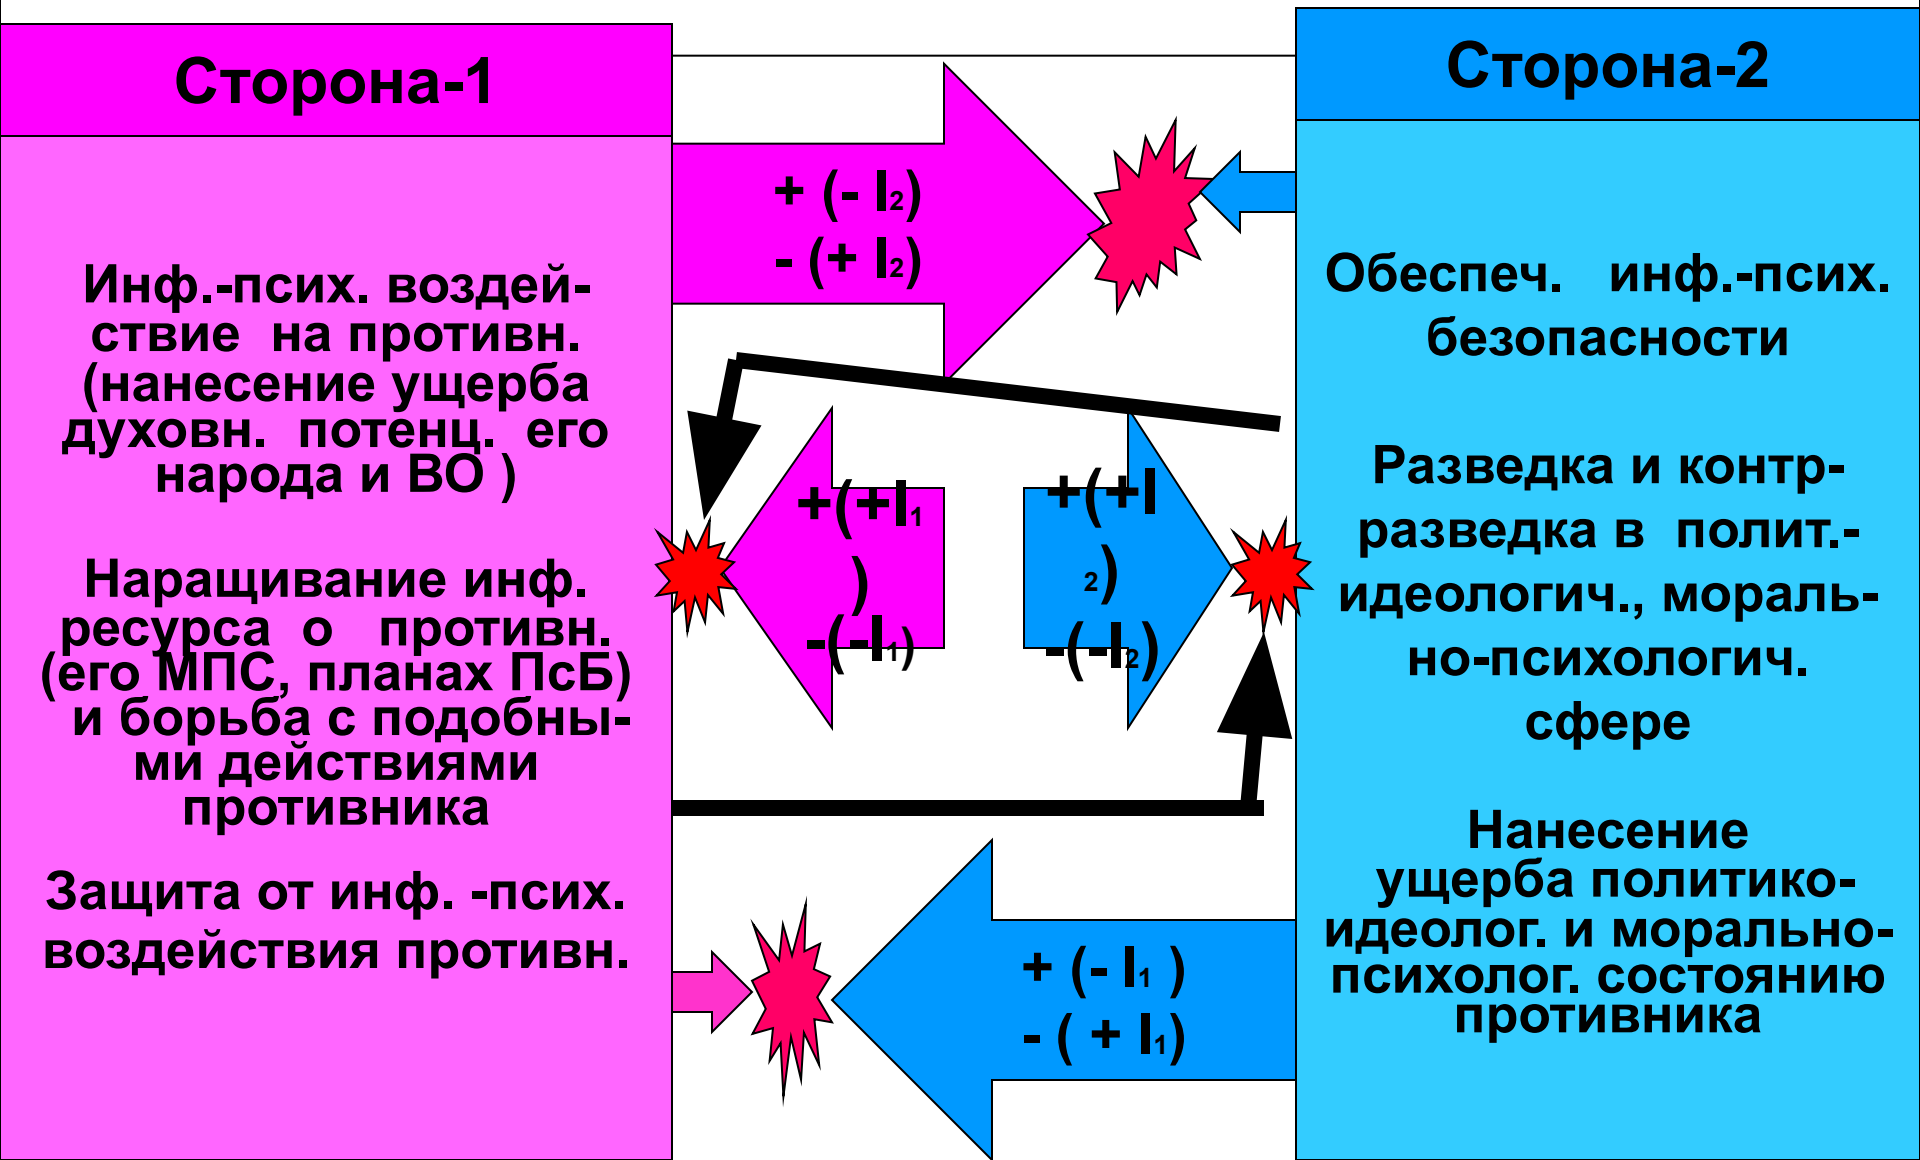 Сторона-1
Инф.-псих. воздей-
ствие на противн.
(нанесение ущерба
духовн. потенц. его
народа и ВО )
Наращивание инф.
ресурса о противн.
(его МПС, планах ПсБ)
и борьба с подобны-
ми действиями
противника
Защита от инф. -псих.
воздействия противн.
+ (- I₂)
- (+ I₂)
+(+I₁
)
-(-I₁)
+(+I
₂)
-(-I₂)
+ (- I₁ )
- ( + I₁)
Сторона-2
Обеспеч. инф.-псих.
безопасности
Разведка и контр-
разведка в полит.-
идеологич., мораль-
но-психологич.
сфере
Нанесение
ущерба политико-
идеолог. и морально-
психолог. состоянию
противника